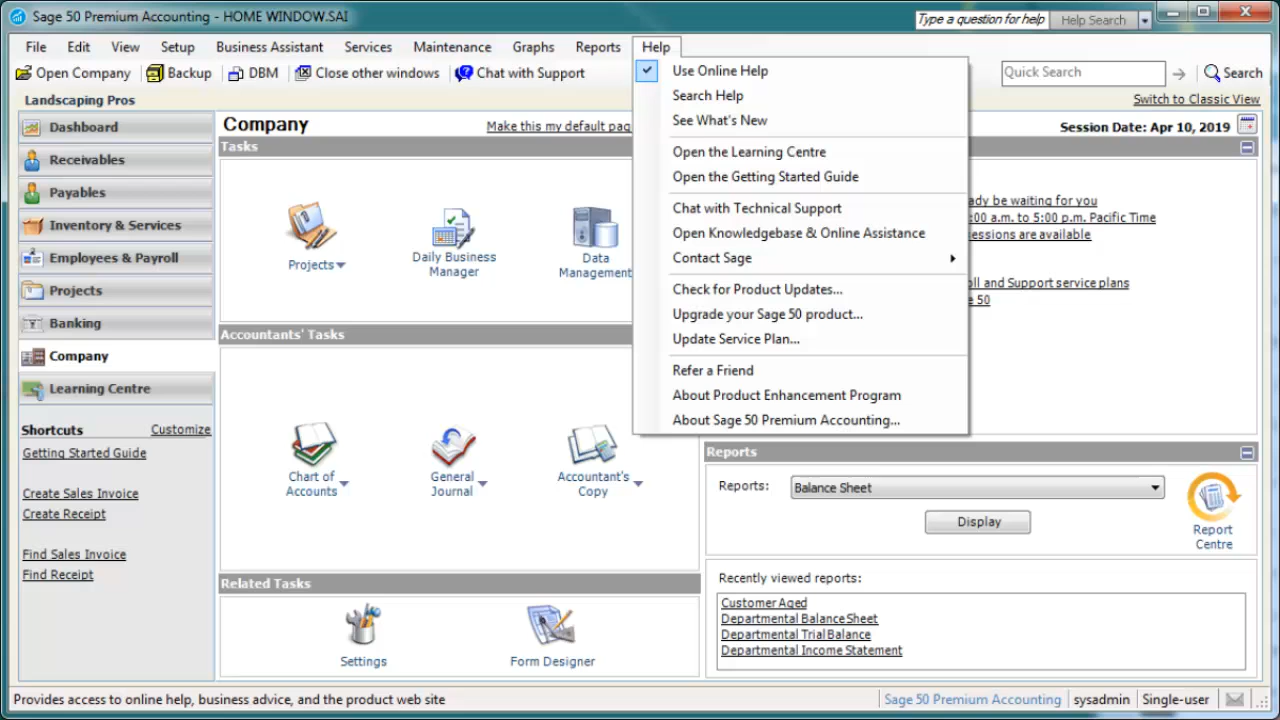 Sage 50 Premium Accounting - HOME WINDOW.SAI
Type a question for help
Help Search
File Edit View Setup Business Assistant Services Maintenance Graphs Reports Help
Open Company Backup DBM Close other windows Chat with Support
Quick Search
Search
Landscaping Pros
Switch to Classic View
Dashboard
Receivables
Payables
Inventory & Services
Employees & Payroll
Projects
Banking
Company
Learning Centre
Shortcuts
Customize
Getting Started Guide
Create Sales Invoice
Create Receipt
Find Sales Invoice
Find Receipt
Company
Make this my default pag
Session Date: Apr 10, 2019
Tasks
Projects
Daily Business
Manager
Data
Management
Accountants' Tasks
Chart of
Accounts
General
Journal
Accountant's
Copy
Related Tasks
Settings
Form Designer
Use Online Help
Search Help
See What's New
Open the Learning Centre
Open the Getting Started Guide
Chat with Technical Support
Open Knowledgebase & Online Assistance
Contact Sage
Check for Product Updates...
Upgrade your Sage 50 product...
Update Service Plan...
Refer a Friend
About Product Enhancement Program
About Sage 50 Premium Accounting...
ady be waiting for you
00 a.m. to 5:00 p.m. Pacific Time
sessions are available
oll and Support service plans
e 50
Reports
Reports:
Balance Sheet
Display
Report
Centre
Recently viewed reports:
Customer Aged
Departmental Balance Sheet
Departmental Trial Balance
Departmental Income Statement
Provides access to online help, business advice, and the product web site
Sage 50 Premium Accounting
sysadmin
Single-user